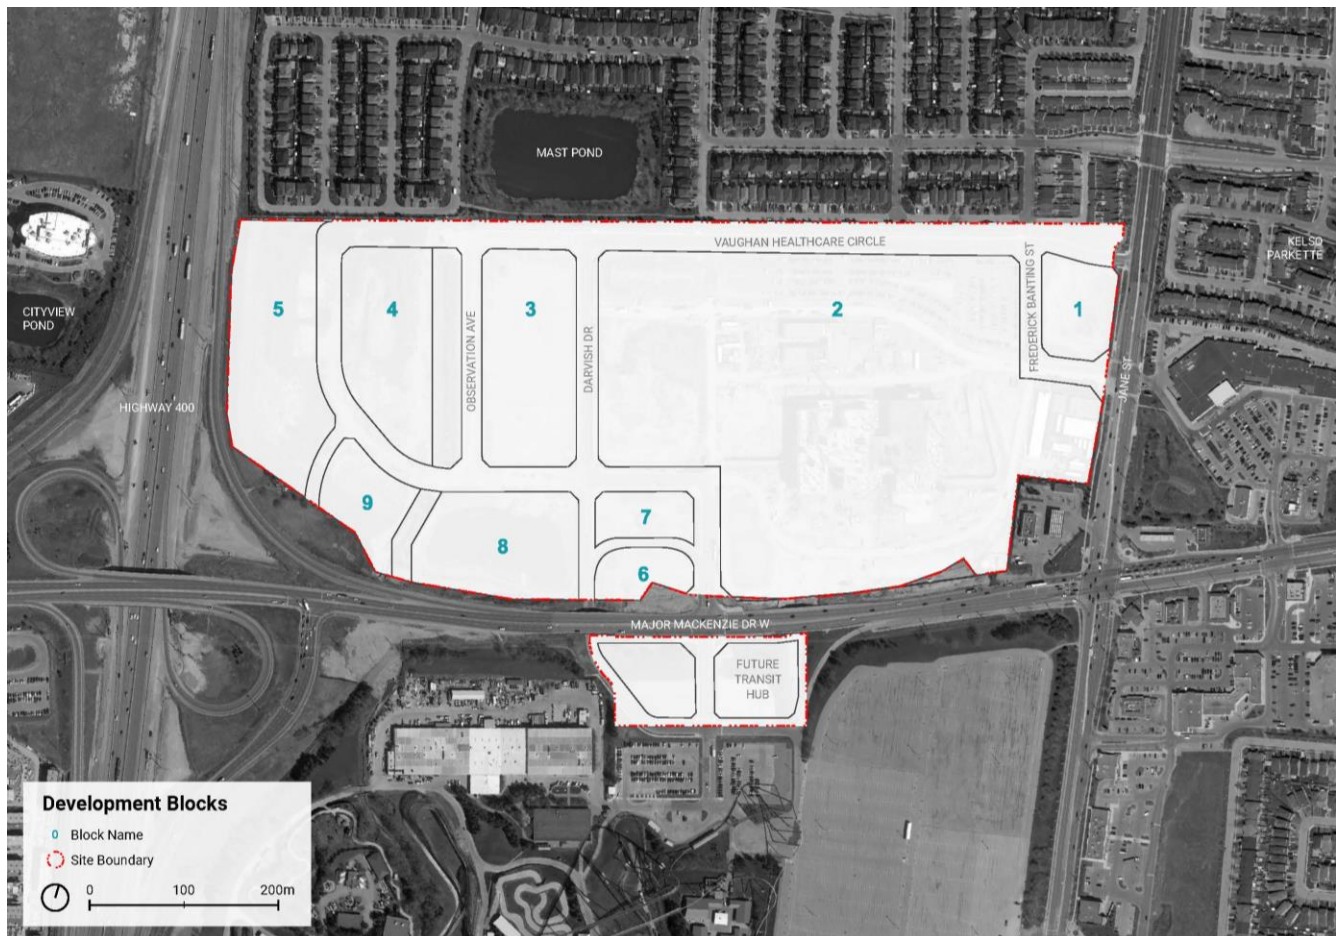 MAST POND
VAUGHAN HEALTHCARE CIRCLE
KELSO
PARKETTE
CITYVIEW
POND
5
4
3
2
1
OBSERVATION AVE
DARVISH DR
FREDERICK BANTING ST
JANE ST
HIGHWAY 400
9
8
7
6
MAJOR MACKENZIE DR W
FUTURE
TRANSIT
HUB
Development Blocks
0 Block Name
Site Boundary
0 100 200m